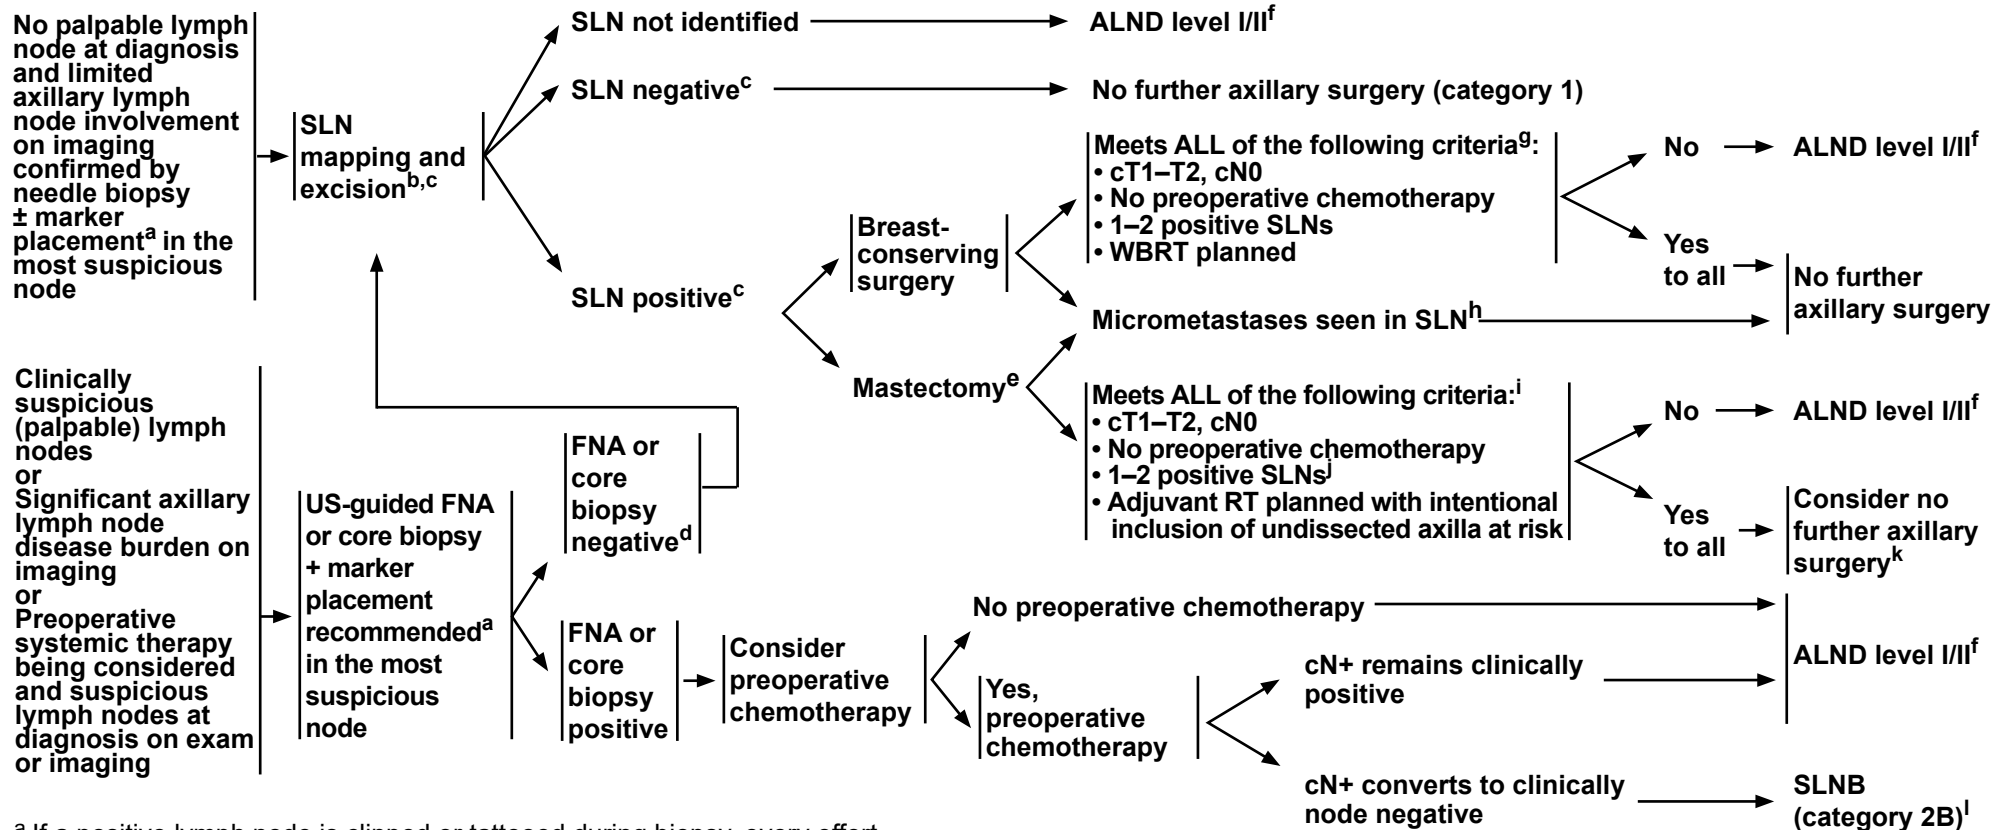 No palpable lymph
node at diagnosis
and limited
axillary lymph
node involvement
on imaging
confirmed by
needle biopsy
± marker
placementᵃ in the
most suspicious
node
SLN
mapping and
excisionᵇ,ᶜ
SLN not identified
ALND level I/IIᶠ
SLN negativeᶜ
No further axillary surgery (category 1)
SLN positiveᶜ
Breast-
conserving
surgery
Meets ALL of the following criteriaᵍ:
• cT1–T2, cN0
• No preoperative chemotherapy
• 1–2 positive SLNs
• WBRT planned
No
ALND level I/IIᶠ
Yes
to all
No further
axillary surgery
Micrometastases seen in SLNʰ
Mastectomyᵉ
Meets ALL of the following criteria:ⁱ
• cT1–T2, cN0
• No preoperative chemotherapy
• 1–2 positive SLNsʲ
• Adjuvant RT planned with intentional
inclusion of undissected axilla at risk
No
ALND level I/IIᶠ
Yes
to all
Consider no
further axillary
surgeryᵏ
Clinically
suspicious
(palpable) lymph
nodes
or
Significant axillary
lymph node
disease burden on
imaging
or
Preoperative
systemic therapy
being considered
and suspicious
lymph nodes at
diagnosis on exam
or imaging
US-guided FNA
or core biopsy
+ marker
placement
recommendedᵃ
in the most
suspicious
node
FNA or
core
biopsy
negativeᵈ
FNA or
core
biopsy
positive
Consider
preoperative
chemotherapy
No preoperative chemotherapy
Yes,
preoperative
chemotherapy
cN+ remains clinically
positive
ALND level I/IIᶠ
cN+ converts to clinically
node negative
SLNB
(category 2B)ˡ
ᵃ If a positive lymph node is clipped or tattooed during biopsy, every effort